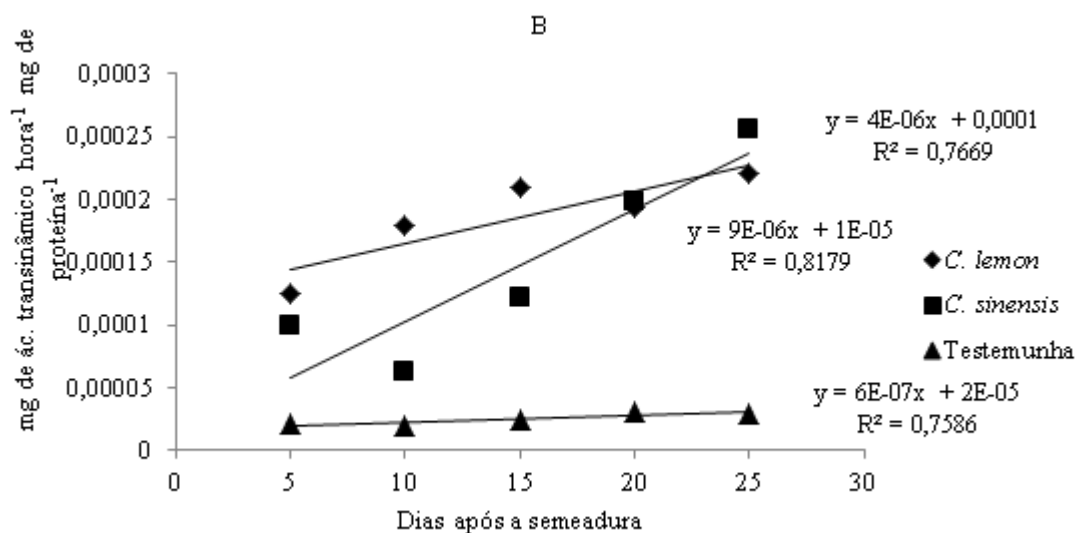 B
mg de ác. transinâmico hora⁻¹ mg de
proteína⁻¹
0,0003
0,00025
0,0002
0,00015
0,0001
0,00005
0
0 5 10 15 20 25 30
Dias após a semeadura
y = 4E-06x + 0,0001
R² = 0,7669
y = 9E-06x + 1E-05
R² = 0,8179
C. lemon
C. sinensis
Testemunha
y = 6E-07x + 2E-05
R² = 0,7586